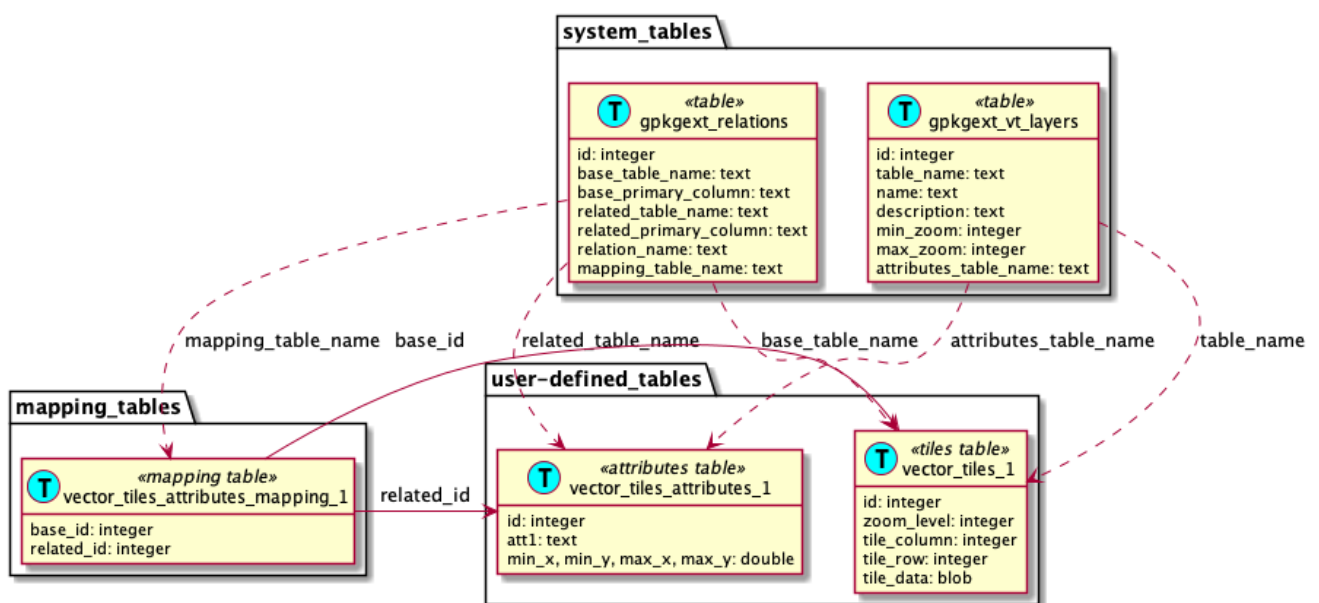 system_tables
T
«table»
gpkgext_relations
id: integer
base_table_name: text
base_primary_column: text
related_table_name: text
related_primary_column: text
relation_name: text
mapping_table_name: text
T
«table»
gpkgext_vt_layers
id: integer
table_name: text
name: text
description: text
min_zoom: integer
max_zoom: integer
attributes_table_name: text
mapping_table_name
base_id
related_table_name
base_table_name
attributes_table_name
table_name
mapping_tables
T
«mapping table»
vector_tiles_attributes_mapping_1
base_id: integer
related_id: integer
related_id
user-defined_tables
T
«attributes table»
vector_tiles_attributes_1
id: integer
att1: text
min_x, min_y, max_x, max_y: double
T
«tiles table»
vector_tiles_1
id: integer
zoom_level: integer
tile_column: integer
tile_row: integer
tile_data: blob